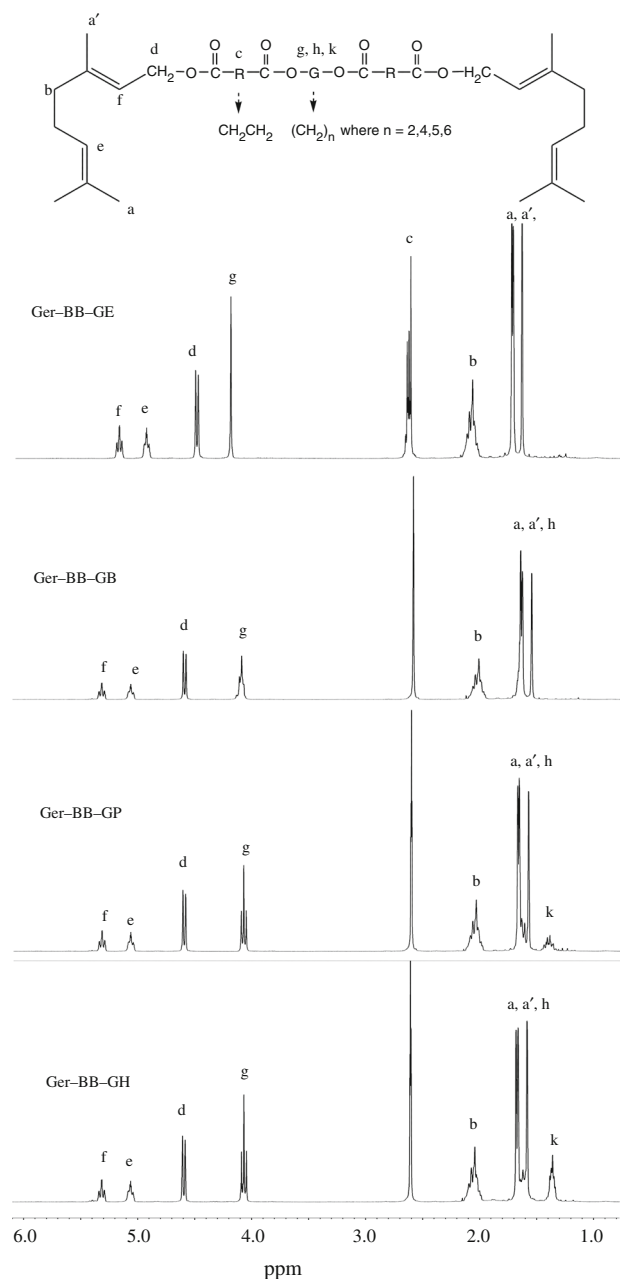 a′
d
O
O
c
g, h, k
O
O
CH₂–O–C–R–C–O–G–O–C–R–C–O–H₂C
b
f
e
CH₂CH₂ (CH₂)n where n = 2,4,5,6
a
a, a′,
c
g
Ger–BB–GE
d
b
f
e
a, a′, h
Ger–BB–GB
d
g
b
f
e
a, a′, h
Ger–BB–GP
g
d
b
f
e
k
a, a′, h
Ger–BB–GH
g
d
b
f
e
k
6.0 5.0 4.0 3.0 2.0 1.0
ppm